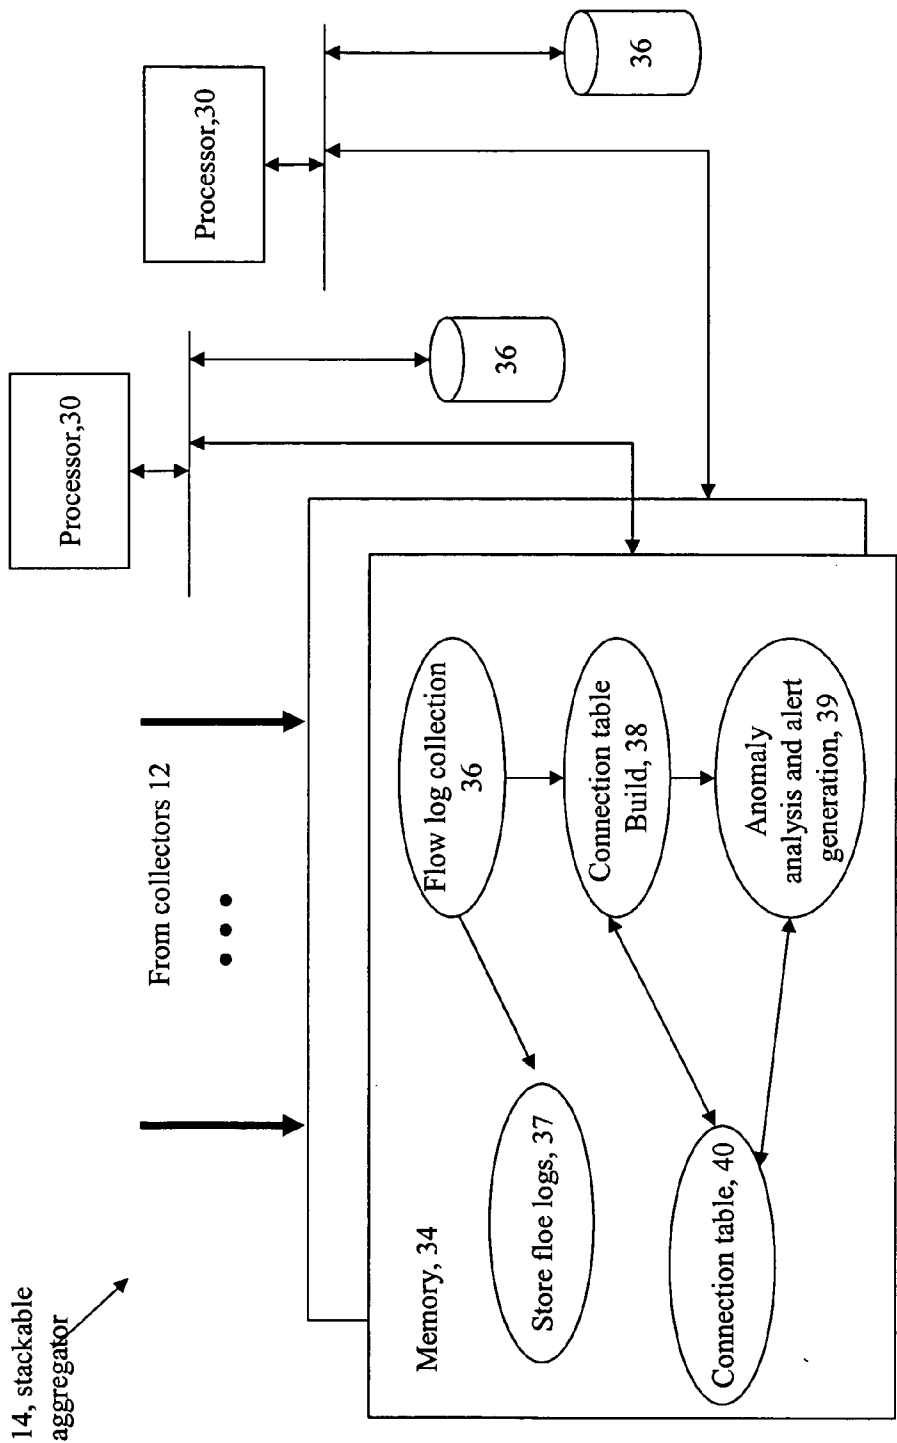 14, stackable
aggregator
From collectors 12
Processor,30
Processor,30
36
36
Memory, 34
Flow log collection
36
Store floe logs, 37
Connection table
Build, 38
Connection table, 40
Anomaly
analysis and alert
generation, 39